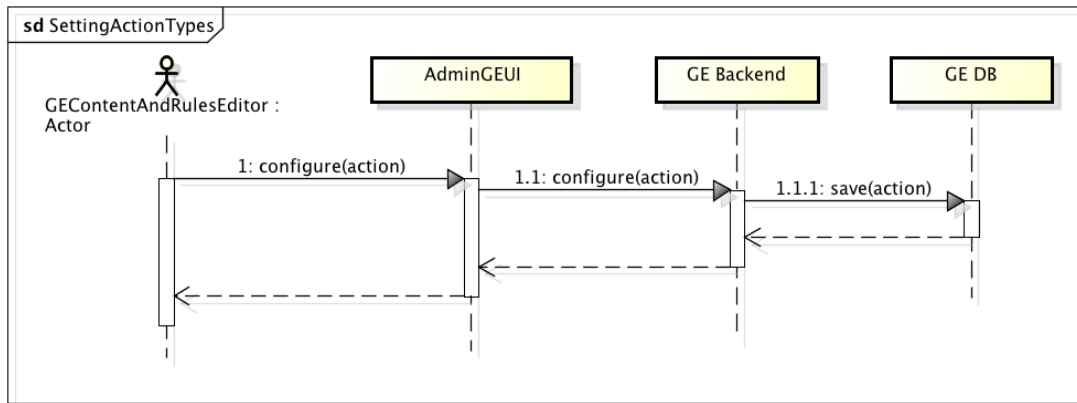 sd SettingActionTypes
GEContentAndRulesEditor :
Actor
AdminGEUI
GE Backend
GE DB
1: configure(action)
1.1: configure(action)
1.1.1: save(action)